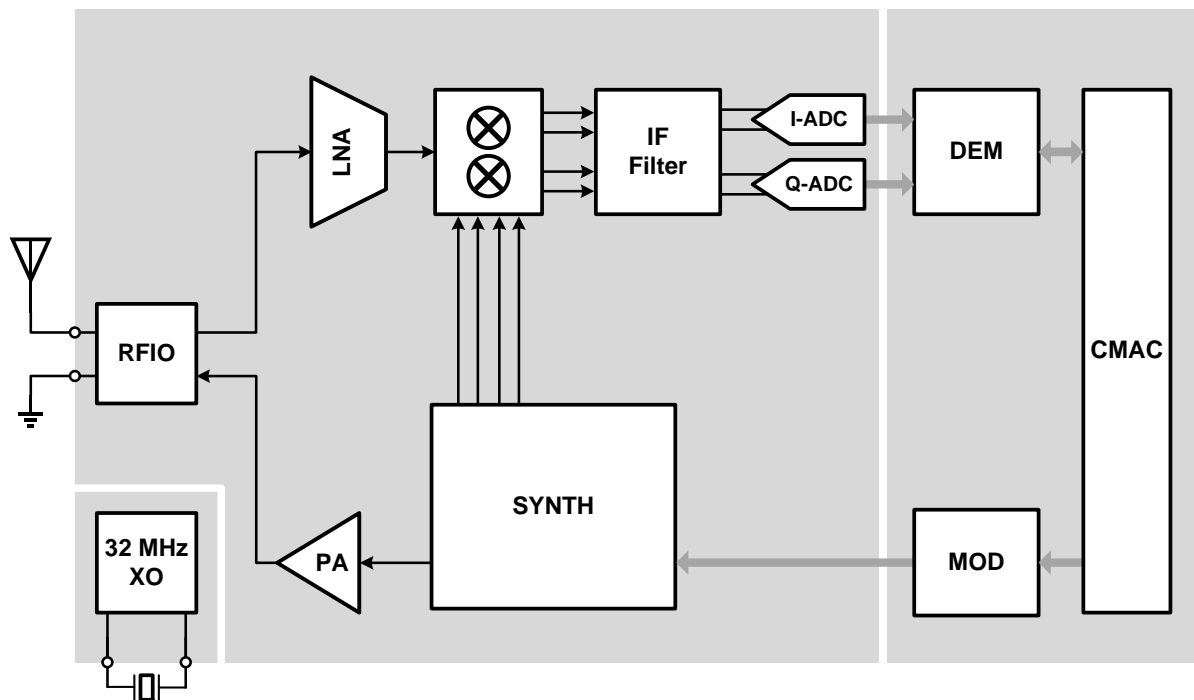 LNA
IF
Filter
I-ADC
Q-ADC
DEM
RFIO
CMAC
SYNTH
32 MHz
XO
PA
MOD